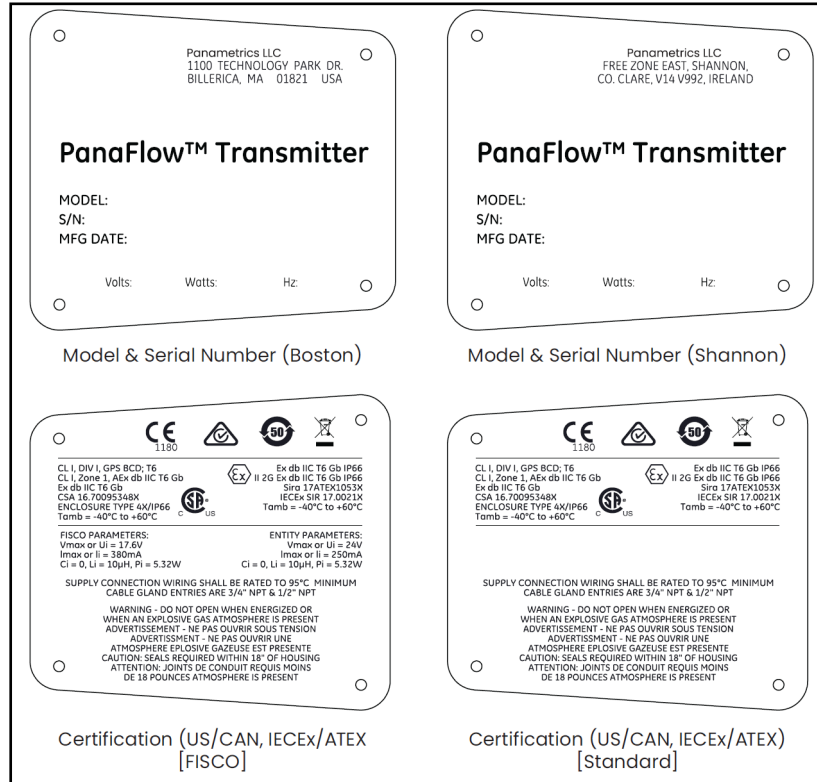 Panametrics LLC
1100 TECHNOLOGY PARK DR.
BILLERICA, MA 01821 USA
PanaFlow™ Transmitter
MODEL:
S/N:
MFG DATE:
Volts: Watts: Hz:
Model & Serial Number (Boston)
Panametrics LLC
FREE ZONE EAST, SHANNON,
CO. CLARE, V14 V992, IRELAND
PanaFlow™ Transmitter
MODEL:
S/N:
MFG DATE:
Volts: Watts: Hz:
Model & Serial Number (Shannon)
CE
1180
50
CL I, DIV I, GPS BCD; T6
CL I, Zone 1, AEx db IIC T6 Gb
Ex db IIC T6 Gb
CSA 16.70095348X
ENCLOSURE TYPE 4X/IP66
Tamb = -40°C to +60°C
C SA US
Ex
Ex db IIC T6 Gb IP66
II 2G Ex db IIC T6 Gb IP66
Sira 17ATEX1053X
IECEx SIR 17.0021X
Tamb = -40°C to +60°C
FISCO PARAMETERS:
Vmax or Ui = 17.6V
Imax or Ii = 380mA
Ci = 0, Li = 10µH, Pi = 5.32W
ENTITY PARAMETERS:
Vmax or Ui = 24V
Imax or Ii = 250mA
Ci = 0, Li = 10µH, Pi = 5.32W
SUPPLY CONNECTION WIRING SHALL BE RATED TO 95°C MINIMUM
CABLE GLAND ENTRIES ARE 3/4" NPT & 1/2" NPT
WARNING - DO NOT OPEN WHEN ENERGIZED OR
WHEN AN EXPLOSIVE GAS ATMOSPHERE IS PRESENT
ADVERTISSEMENT - NE PAS OUVRIR SOUS TENSION
ADVERTISSMENT - NE PAS OUVRIR UNE
ATMOSPHERE EPLOSIVE GAZEUSE EST PRESENTE
CAUTION: SEALS REQUIRED WITHIN 18" OF HOUSING
ATTENTION: JOINTS DE CONDUIT REQUIS MOINS
DE 18 POUNCES ATMOSPHERE IS PRESENT
Certification (US/CAN, IECEx/ATEX
[FISCO]
CE
1180
50
CL I, DIV I, GPS BCD; T6
CL I, Zone 1, AEx db IIC T6 Gb
Ex db IIC T6 Gb
CSA 16.70095348X
ENCLOSURE TYPE 4X/IP66
Tamb = -40°C to +60°C
C SA US
Ex
Ex db IIC T6 Gb IP66
II 2G Ex db IIC T6 Gb IP66
Sira 17ATEX1053X
IECEx SIR 17.0021X
Tamb = -40°C to +60°C
SUPPLY CONNECTION WIRING SHALL BE RATED TO 95°C MINIMUM
CABLE GLAND ENTRIES ARE 3/4" NPT & 1/2" NPT
WARNING - DO NOT OPEN WHEN ENERGIZED OR
WHEN AN EXPLOSIVE GAS ATMOSPHERE IS PRESENT
ADVERTISSEMENT - NE PAS OUVRIR SOUS TENSION
ADVERTISSMENT - NE PAS OUVRIR UNE
ATMOSPHERE EPLOSIVE GAZEUSE EST PRESENTE
CAUTION: SEALS REQUIRED WITHIN 18" OF HOUSING
ATTENTION: JOINTS DE CONDUIT REQUIS MOINS
DE 18 POUNCES ATMOSPHERE IS PRESENT
Certification (US/CAN, IECEx/ATEX)
[Standard]